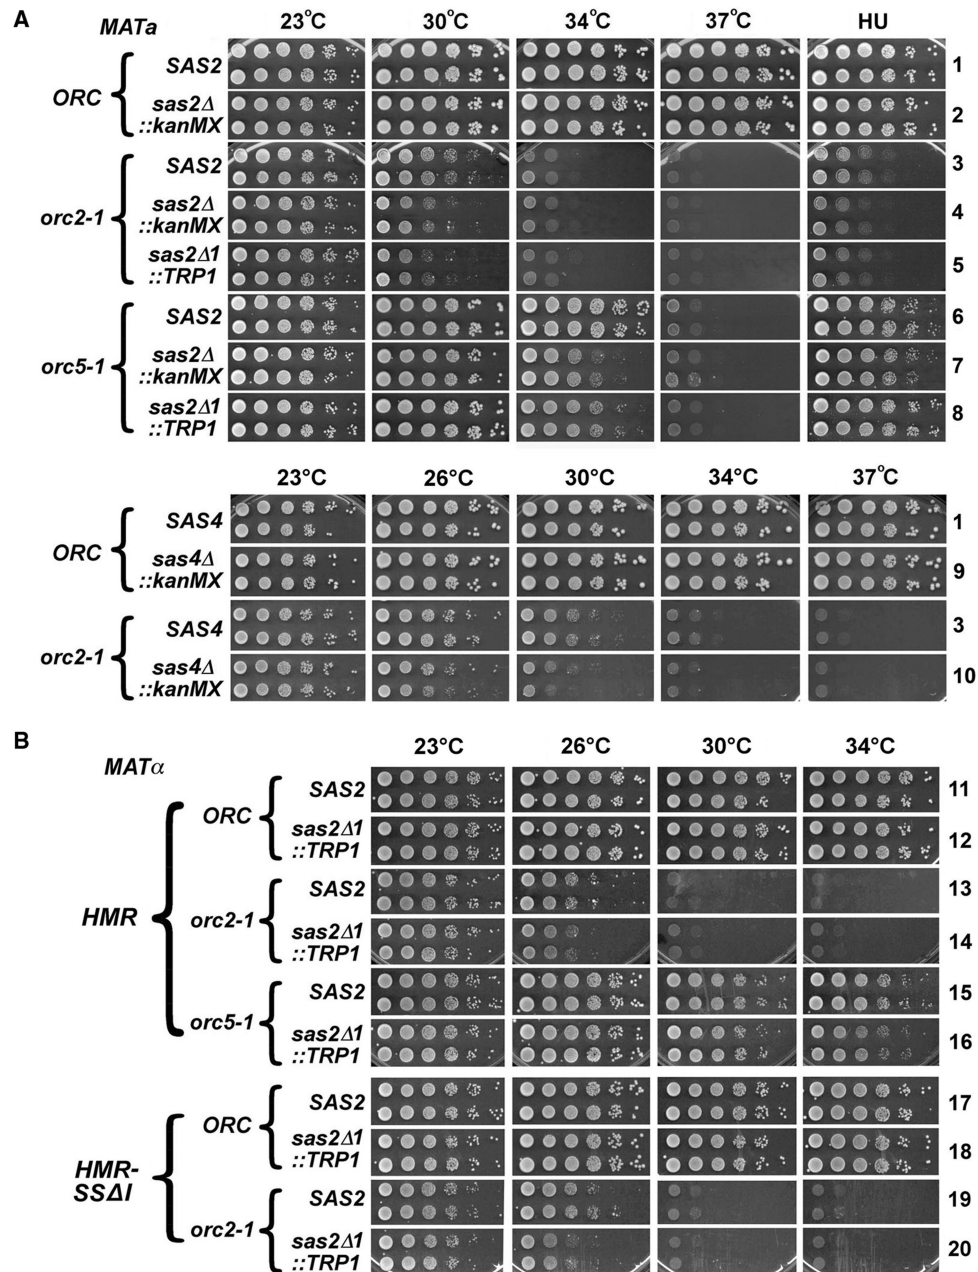 A
MATa 23°C 30°C 34°C 37°C HU
ORC SAS2 1
sas2Δ
::kanMX 2
orc2-1 SAS2 3
sas2Δ
::kanMX 4
sas2Δ1
::TRP1 5
orc5-1 SAS2 6
sas2Δ
::kanMX 7
sas2Δ1
::TRP1 8
23°C 26°C 30°C 34°C 37°C
ORC SAS4 1
sas4Δ
::kanMX 9
orc2-1 SAS4 3
sas4Δ
::kanMX 10
B
MATα 23°C 26°C 30°C 34°C
HMR ORC SAS2 11
sas2Δ1
::TRP1 12
orc2-1 SAS2 13
sas2Δ1
::TRP1 14
orc5-1 SAS2 15
sas2Δ1
::TRP1 16
HMR-
SSΔI ORC SAS2 17
sas2Δ1
::TRP1 18
orc2-1 SAS2 19
sas2Δ1
::TRP1 20